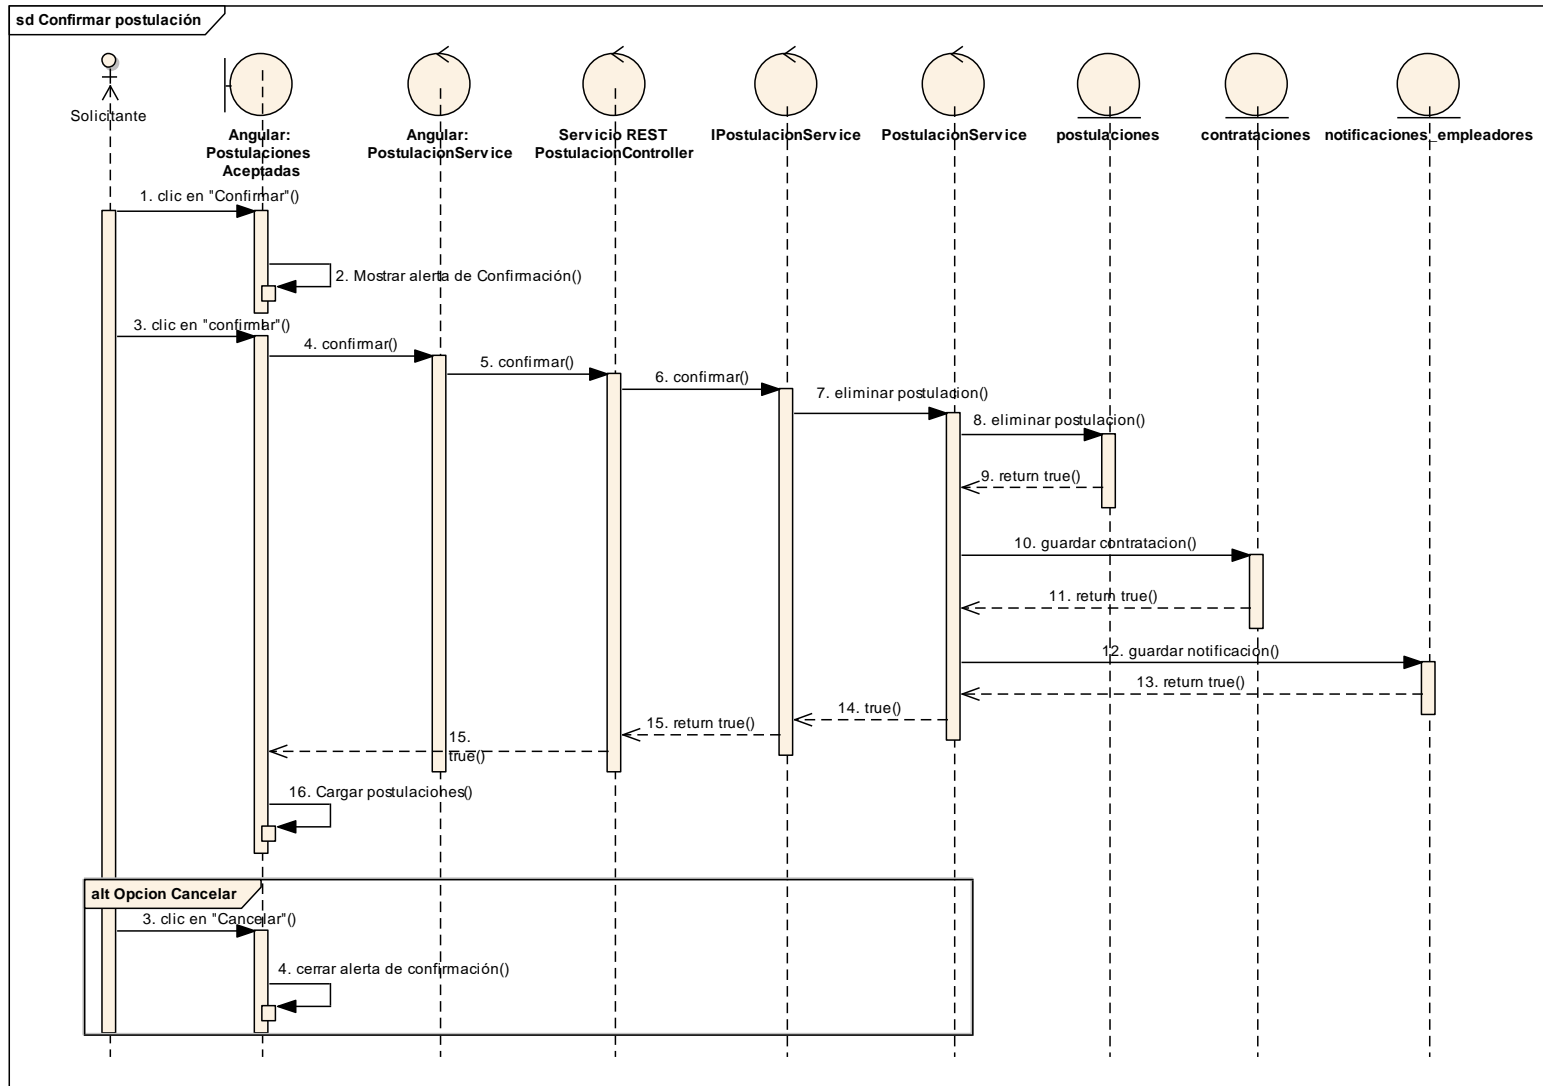 sd Confirmar postulación
Solicitante
Angular:
Postulaciones
Aceptadas
Angular:
PostulacionService
Servicio REST
PostulacionController
IPostulacionService
PostulacionService
postulaciones
contrataciones
notificaciones_empleadores
1. clic en "Confirmar"()
2. Mostrar alerta de Confirmación()
3. clic en "confirmar"()
4. confirmar()
5. confirmar()
6. confirmar()
7. eliminar postulacion()
8. eliminar postulacion()
9. return true()
10. guardar contratacion()
11. return true()
12. guardar notificacion()
13. return true()
14. true()
15. return true()
15.
true()
16. Cargar postulaciones()
alt Opcion Cancelar
3. clic en "Cancelar"()
4. cerrar alerta de confirmación()